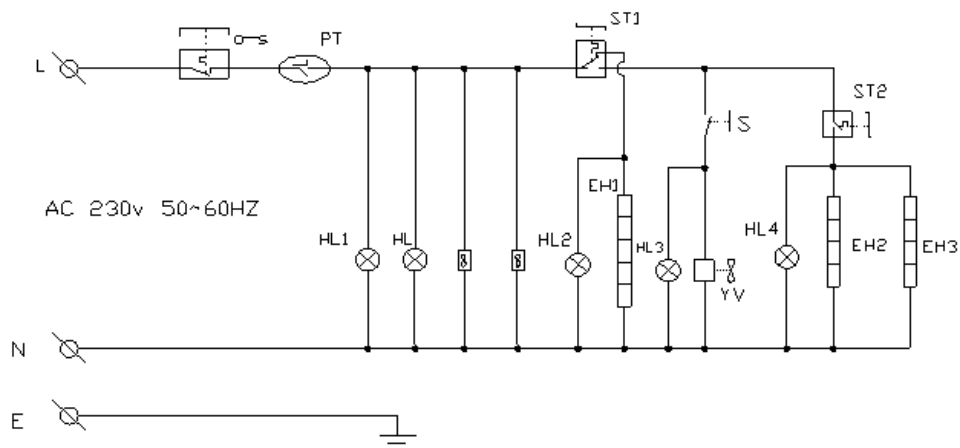 ST1
PT
L
ST2
S
EH1
AC 230v 50~60HZ
HL1
HL
HL2
HL3
HL4
EH2
EH3
YV
N
E